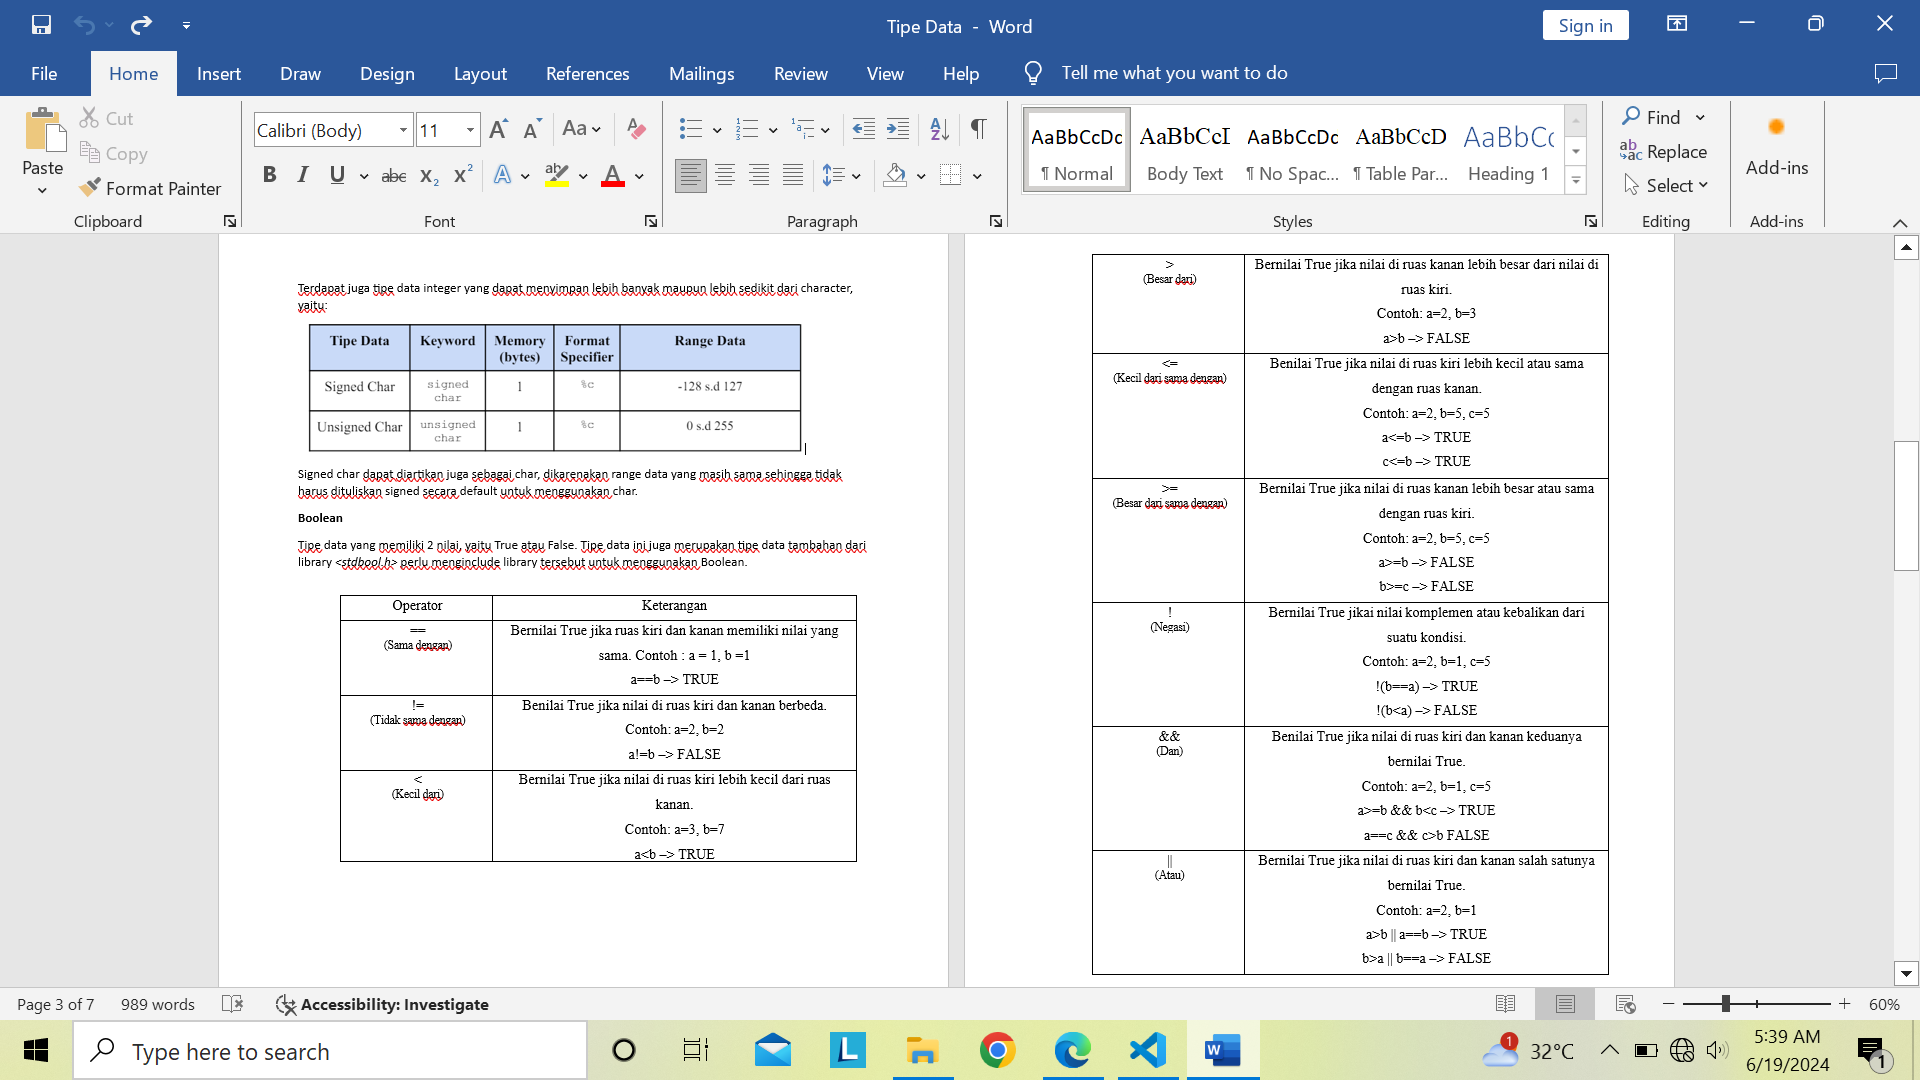 Tipe Data - Word
Sign in
File Home Insert Draw Design Layout References Mailings Review View Help Tell me what you want to do
Paste
Cut
Copy
Format Painter
Clipboard
Calibri (Body) 11
Font
Paragraph
AaBbCcDc AaBbCcI AaBbCcDc AaBbCcD AaBbCc
¶ Normal Body Text ¶ No Spac... ¶ Table Par... Heading 1
Styles
Find
Replace
Select
Editing
Add-ins
Add-ins
Terdapat juga tipe data integer yang dapat menyimpan lebih banyak maupun lebih sedikit dari character,
yaitu:
Tipe Data Keyword Memory (bytes) Format Specifier Range Data
Signed Char signed char 1 %c -128 s.d 127
Unsigned Char unsigned char 1 %c 0 s.d 255
Signed char dapat diartikan juga sebagai char, dikarenakan range data yang masih sama sehingga tidak
harus dituliskan signed secara default untuk menggunakan char.
Boolean
Tipe data yang memiliki 2 nilai, yaitu True atau False. Tipe data ini juga merupakan tipe data tambahan dari
library <stdbool.h> perlu menginclude library tersebut untuk menggunakan Boolean.
Operator Keterangan
==
(Sama dengan)
Bernilai True jika ruas kiri dan kanan memiliki nilai yang
sama. Contoh : a = 1, b =1
a==b –> TRUE
!=
(Tidak sama dengan)
Benilai True jika nilai di ruas kiri dan kanan berbeda.
Contoh: a=2, b=2
a!=b –> FALSE
<
(Kecil dari)
Bernilai True jika nilai di ruas kiri lebih kecil dari ruas
kanan.
Contoh: a=3, b=7
a<b –> TRUE
>
(Besar dari)
Bernilai True jika nilai di ruas kanan lebih besar dari nilai di
ruas kiri.
Contoh: a=2, b=3
a>b –> FALSE
<=
(Kecil dari sama dengan)
Benilai True jika nilai di ruas kiri lebih kecil atau sama
dengan ruas kanan.
Contoh: a=2, b=5, c=5
a<=b –> TRUE
c<=b –> TRUE
>=
(Besar dari sama dengan)
Bernilai True jika nilai di ruas kanan lebih besar atau sama
dengan ruas kiri.
Contoh: a=2, b=5, c=5
a>=b –> FALSE
b>=c –> FALSE
!
(Negasi)
Bernilai True jikai nilai komplemen atau kebalikan dari
suatu kondisi.
Contoh: a=2, b=1, c=5
!(b==a) –> TRUE
!(b<a) –> FALSE
&&
(Dan)
Benilai True jika nilai di ruas kiri dan kanan keduanya
bernilai True.
Contoh: a=2, b=1, c=5
a>=b && b<c –> TRUE
a==c && c>b FALSE
||
(Atau)
Bernilai True jika nilai di ruas kiri dan kanan salah satunya
bernilai True.
Contoh: a=2, b=1
a>b || a==b –> TRUE
b>a || b==a –> FALSE
Page 3 of 7 989 words Accessibility: Investigate 60%
Type here to search
32°C
5:39 AM
6/19/2024